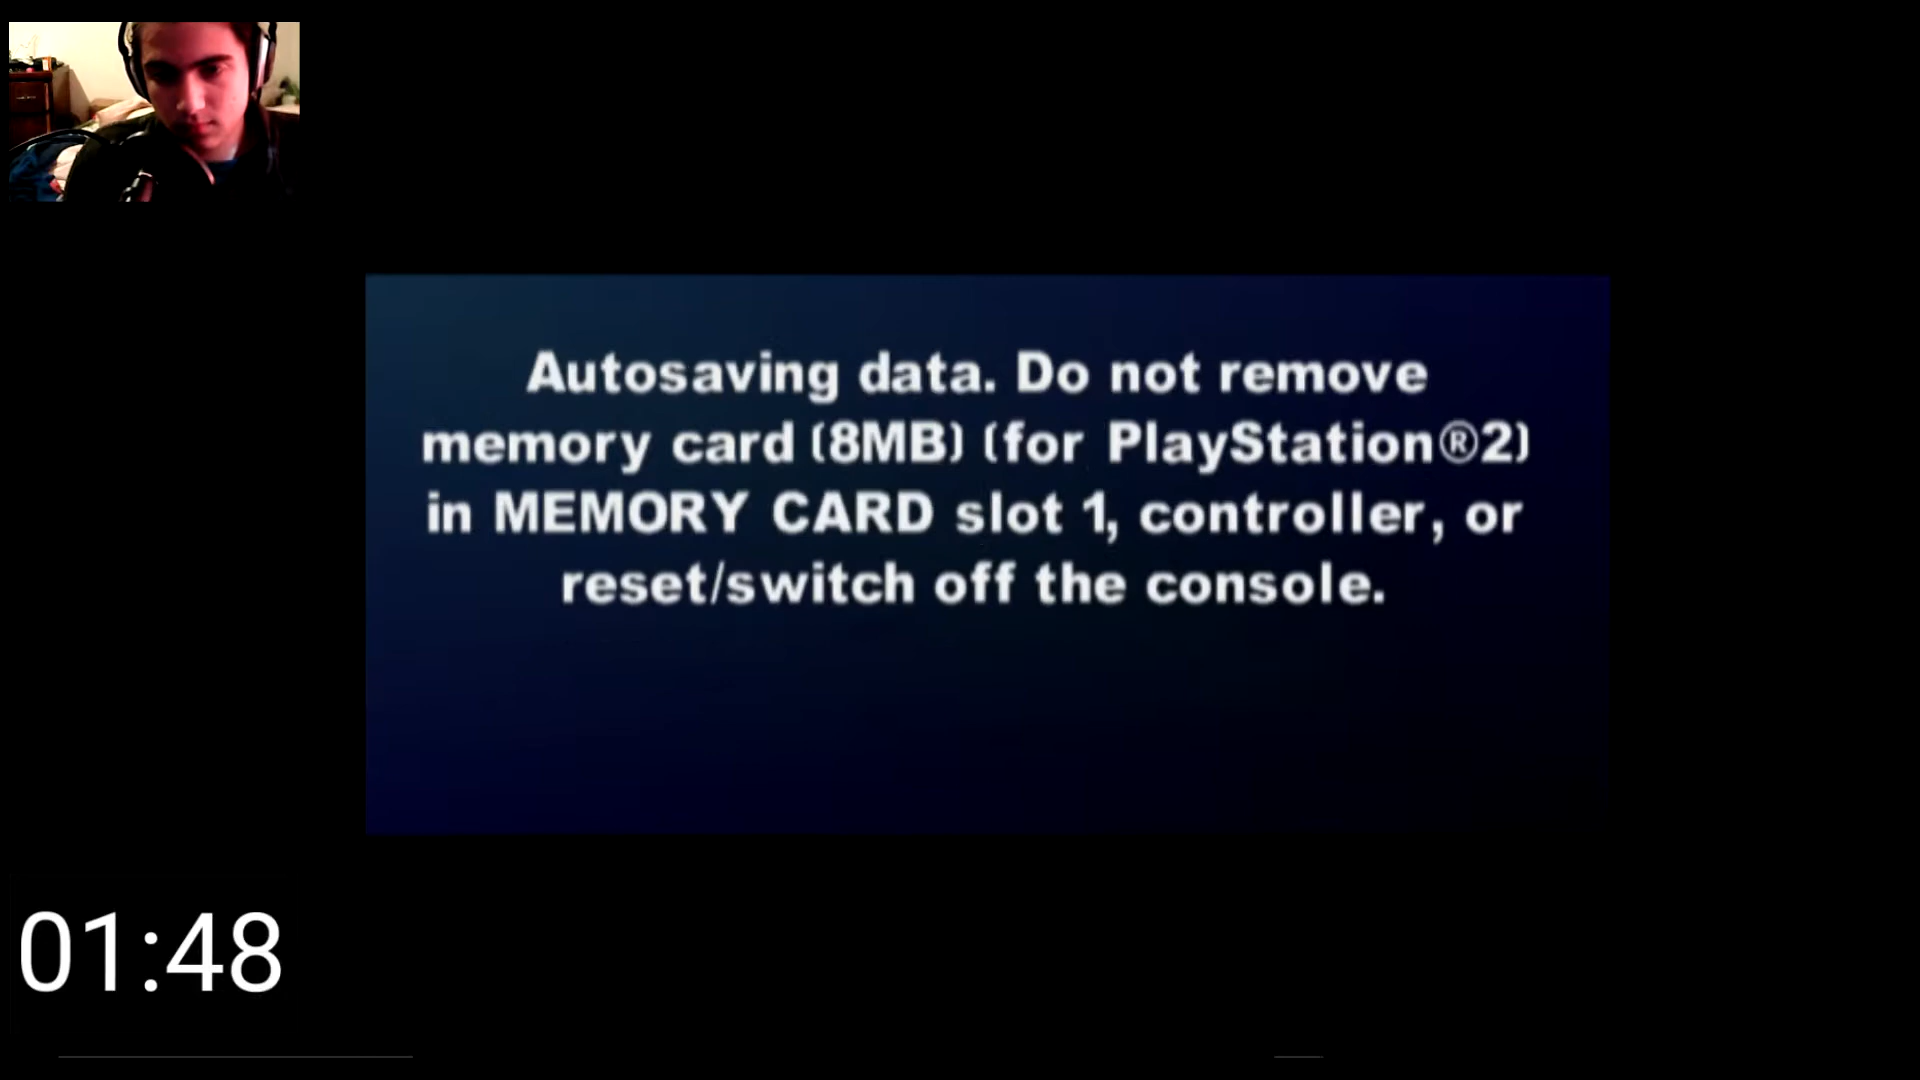 Autosaving data. Do not remove
memory card (8MB) (for PlayStation®2)
in MEMORY CARD slot 1, controller, or
reset/switch off the console.
01:48